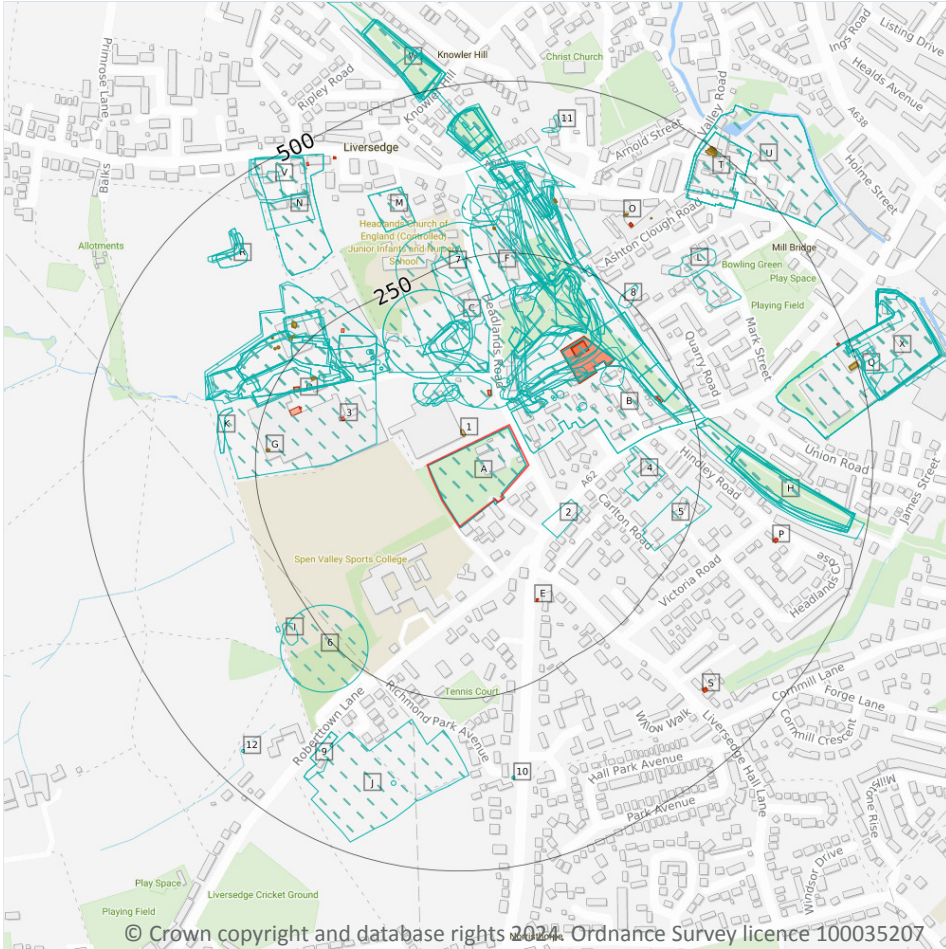 Knowler Hill
Christ Church
Ings Road
Listing Drive
Healds Avenue
A638
Primrose Lane
Ripley Road
Knowler Hill
11
Arnold Street
Valley Road
U
T
Holme Street
500
Liversedge
V
N
M
O
Balks
Headlands Church of
England (Controlled)
Junior Infants and Nursery
School
Ashton Clough Road
Mill Bridge
Allotments
R
7
F
L
Bowling Green
Play Space
250
8
Playing Field
C
Headlands Road
Quarry Road
Mark Street
X
Q
3
B
K
G
1
A
4
A62
Union Road
Hindley Road
H
James Street
2
5
Carlton Road
P
Spen Valley Sports College
Victoria Road
Headlands Close
E
I
6
S
Tennis Court
Cornmill Lane
Forge Lane
Richmond Park Avenue
Willow Walk
Cornmill Crescent
12
Roberttown Lane
9
Liversedge Hall Lane
Hall Park Avenue
10
J
Park Avenue
Windsor Drive
Play Space
Liversedge Cricket Ground
Playing Field
© Crown copyright and database rights 2024. Ordnance Survey licence 100035207